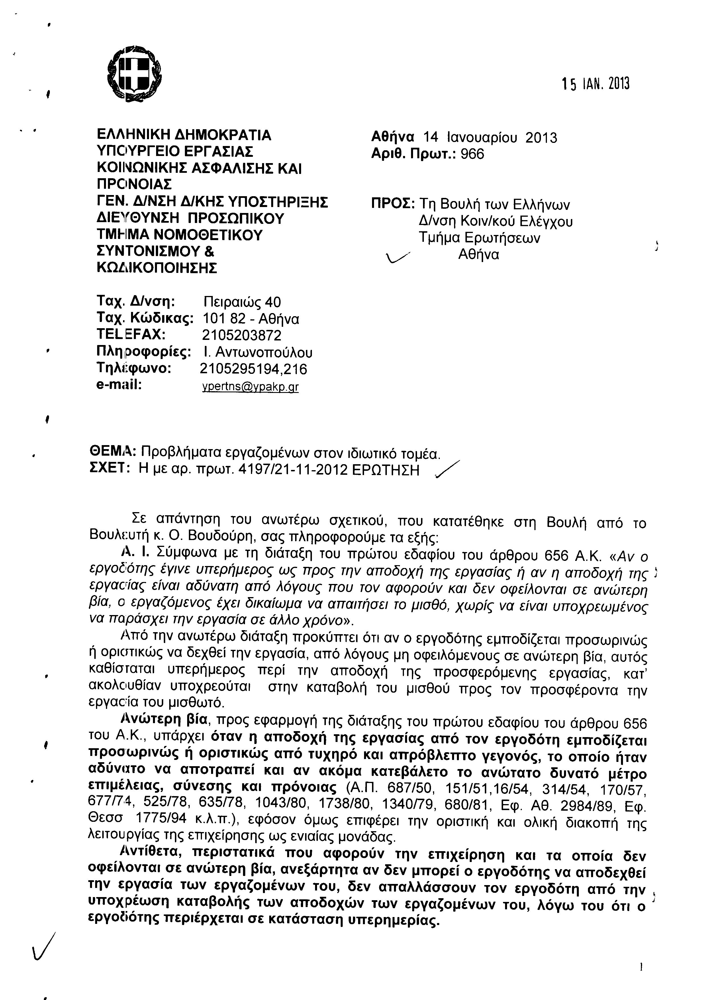 15 ΙΑΝ. 2013
ΕΛΛΗΝΙΚΗ ΔΗΜΟΚΡΑΤΙΑ
ΥΠΟΥΡΓΕΙΟ ΕΡΓΑΣΙΑΣ
ΚΟΙΝΩΝΙΚΗΣ ΑΣΦΑΛΙΣΗΣ ΚΑΙ
ΠΡΟΝΟΙΑΣ
ΓΕΝ. Δ/ΝΣΗ Δ/ΚΗΣ ΥΠΟΣΤΗΡΙΞΗΣ
ΔΙΕΥΘΥΝΣΗ ΠΡΟΣΩΠΙΚΟΥ
ΤΜΗΜΑ ΝΟΜΟΘΕΤΙΚΟΥ
ΣΥΝΤΟΝΙΣΜΟΥ &
ΚΩΔΙΚΟΠΟΙΗΣΗΣ
Αθήνα 14 Ιανουαρίου 2013
Αριθ. Πρωτ.: 966
ΠΡΟΣ: Τη Βουλή των Ελλήνων
Δ/νση Κοιν/κού Ελέγχου
Τμήμα Ερωτήσεων
Αθήνα
Ταχ. Δ/νση: Πειραιώς 40
Ταχ. Κώδικας: 101 82 - Αθήνα
TELEFAX: 2105203872
Πληροφορίες: Ι. Αντωνοπούλου
Τηλέφωνο: 2105295194,216
e-mail: ypertns@ypakp.gr
ΘΕΜΑ: Προβλήματα εργαζομένων στον ιδιωτικό τομέα.
ΣΧΕΤ: Η με αρ. πρωτ. 4197/21-11-2012 ΕΡΩΤΗΣΗ
Σε απάντηση του ανωτέρω σχετικού, που κατατέθηκε στη Βουλή από το
Βουλευτή κ. Ο. Βουδούρη, σας πληροφορούμε τα εξής:
Α. Ι. Σύμφωνα με τη διάταξη του πρώτου εδαφίου του άρθρου 656 Α.Κ. «Αν ο
εργοδότης έγινε υπερήμερος ως προς την αποδοχή της εργασίας ή αν η αποδοχή της
εργασίας είναι αδύνατη από λόγους που τον αφορούν και δεν οφείλονται σε ανώτερη
βία, ο εργαζόμενος έχει δικαίωμα να απαιτήσει το μισθό, χωρίς να είναι υποχρεωμένος
να παράσχει την εργασία σε άλλο χρόνο».
Από την ανωτέρω διάταξη προκύπτει ότι αν ο εργοδότης εμποδίζεται προσωρινώς
ή οριστικώς να δεχθεί την εργασία, από λόγους μη οφειλόμενους σε ανώτερη βία, αυτός
καθίσταται υπερήμερος περί την αποδοχή της προσφερόμενης εργασίας, κατ'
ακολουθίαν υποχρεούται στην καταβολή του μισθού προς τον προσφέροντα την
εργασία του μισθωτό.
Ανώτερη βία, προς εφαρμογή της διάταξης του πρώτου εδαφίου του άρθρου 656
του Α.Κ., υπάρχει όταν η αποδοχή της εργασίας από τον εργοδότη εμποδίζεται
προσωρινώς ή οριστικώς από τυχηρό και απρόβλεπτο γεγονός, το οποίο ήταν
αδύνατο να αποτραπεί και αν ακόμα κατεβάλετο το ανώτατο δυνατό μέτρο
επιμέλειας, σύνεσης και πρόνοιας (Α.Π. 687/50, 151/51,16/54, 314/54, 170/57,
677/74, 525/78, 635/78, 1043/80, 1738/80, 1340/79, 680/81, Εφ. Αθ. 2984/89, Εφ.
Θεσσ 1775/94 κ.λ.π.), εφόσον όμως επιφέρει την οριστική και ολική διακοπή της
λειτουργίας της επιχείρησης ως ενιαίας μονάδας.
Αντίθετα, περιστατικά που αφορούν την επιχείρηση και τα οποία δεν
οφείλονται σε ανώτερη βία, ανεξάρτητα αν δεν μπορεί ο εργοδότης να αποδεχθεί
την εργασία των εργαζομένων του, δεν απαλλάσσουν τον εργοδότη από την
υποχρέωση καταβολής των αποδοχών των εργαζομένων του, λόγω του ότι ο
εργοδότης περιέρχεται σε κατάσταση υπερημερίας.
1